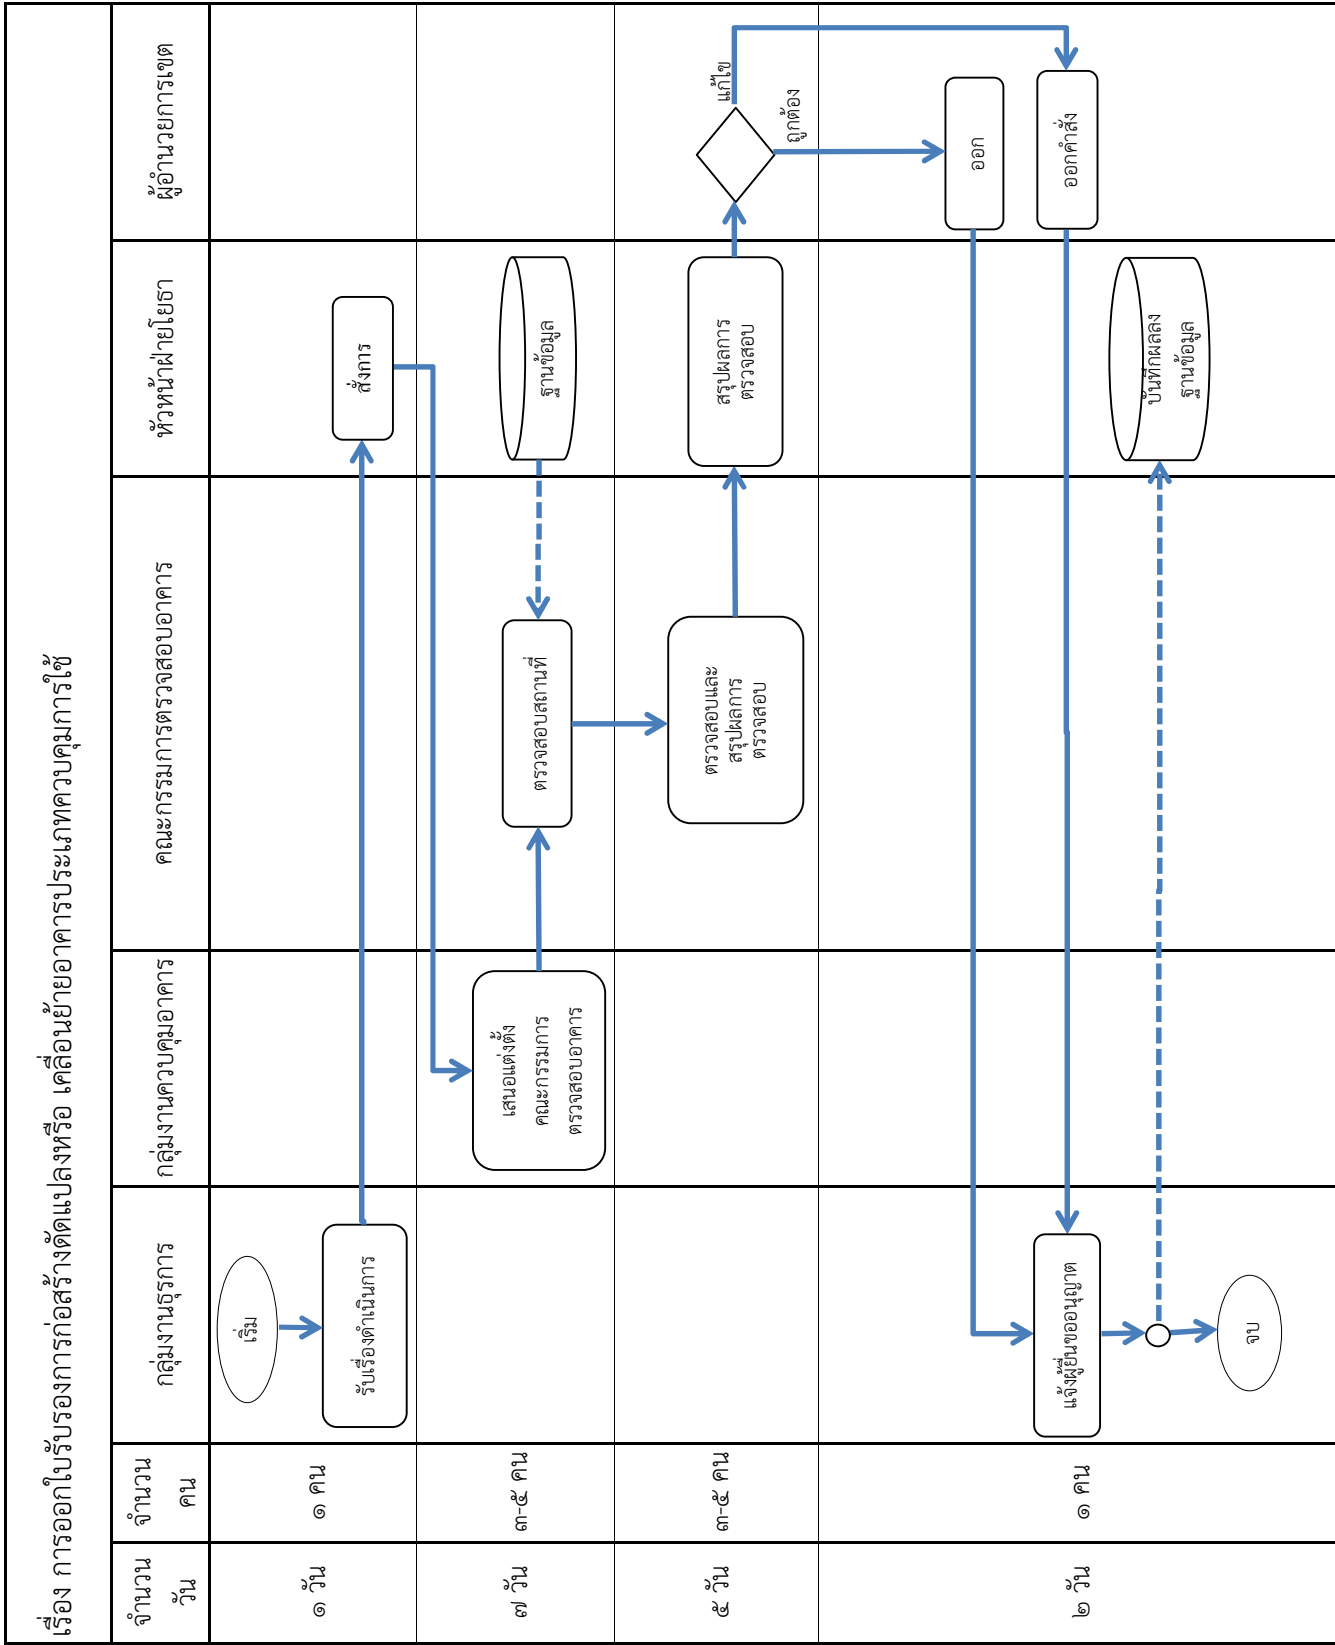 เรื่อง การออกใบรับรองการก่อสร้างดัดแปลงหรือ เคลื่อนย้ายอาคารประเภทควบคุมการใช้
จำนวน
วัน
จำนวน
คน
กลุ่มงานธุรการ
กลุ่มงานควบคุมอาคาร
คณะกรรมการตรวจสอบอาคาร
หัวหน้าฝ่ายโยธา
ผู้อำนวยการเขต
๑ วัน
๑ คน
เริ่ม
รับเรื่องดำเนินการ
สั่งการ
๗ วัน
๓-๕ คน
เสนอแต่งตั้ง
คณะกรรมการ
ตรวจสอบอาคาร
ตรวจสอบสถานที่
ฐานข้อมูล
๕ วัน
๓-๕ คน
ตรวจสอบและ
สรุปผลการ
ตรวจสอบ
สรุปผลการ
ตรวจสอบ
แก้ไข
ถูกต้อง
๒ วัน
๑ คน
ออก
ออกคำสั่ง
แจ้งผู้ยื่นขออนุญาต
บันทึกผลลง
ฐานข้อมูล
จบ